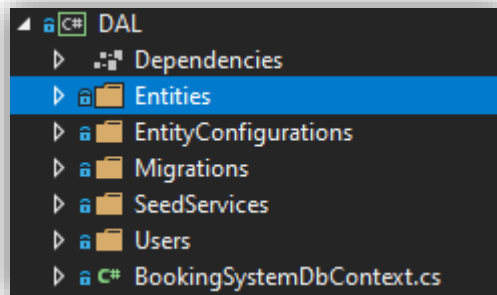 C# DAL
Dependencies
Entities
EntityConfigurations
Migrations
SeedServices
Users
C# BookingSystemDbContext.cs